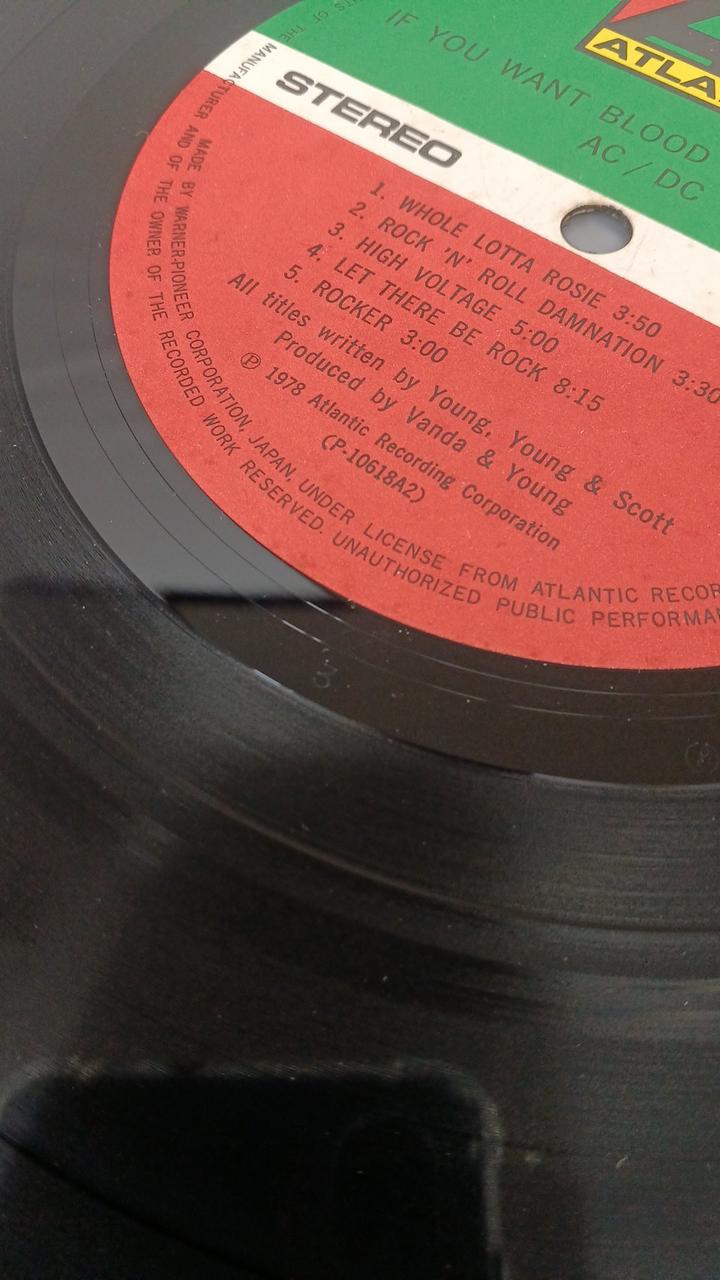 ATLA
IF YOU WANT BLOOD
AC / DC
STEREO
1. WHOLE LOTTA ROSIE 3:50
2. ROCK 'N' ROLL DAMNATION 3:30
3. HIGH VOLTAGE 5:00
4. LET THERE BE ROCK 8:15
5. ROCKER 3:00
All titles written by Young, Young & Scott
Produced by Vanda & Young
℗ 1978 Atlantic Recording Corporation
(P-10618A2)
MADE BY WARNER-PIONEER CORPORATION, JAPAN, UNDER LICENSE FROM ATLANTIC RECOR
TS OF THE MANUFACTURER AND OF THE OWNER OF THE RECORDED WORK RESERVED. UNAUTHORIZED PUBLIC PERFORMA